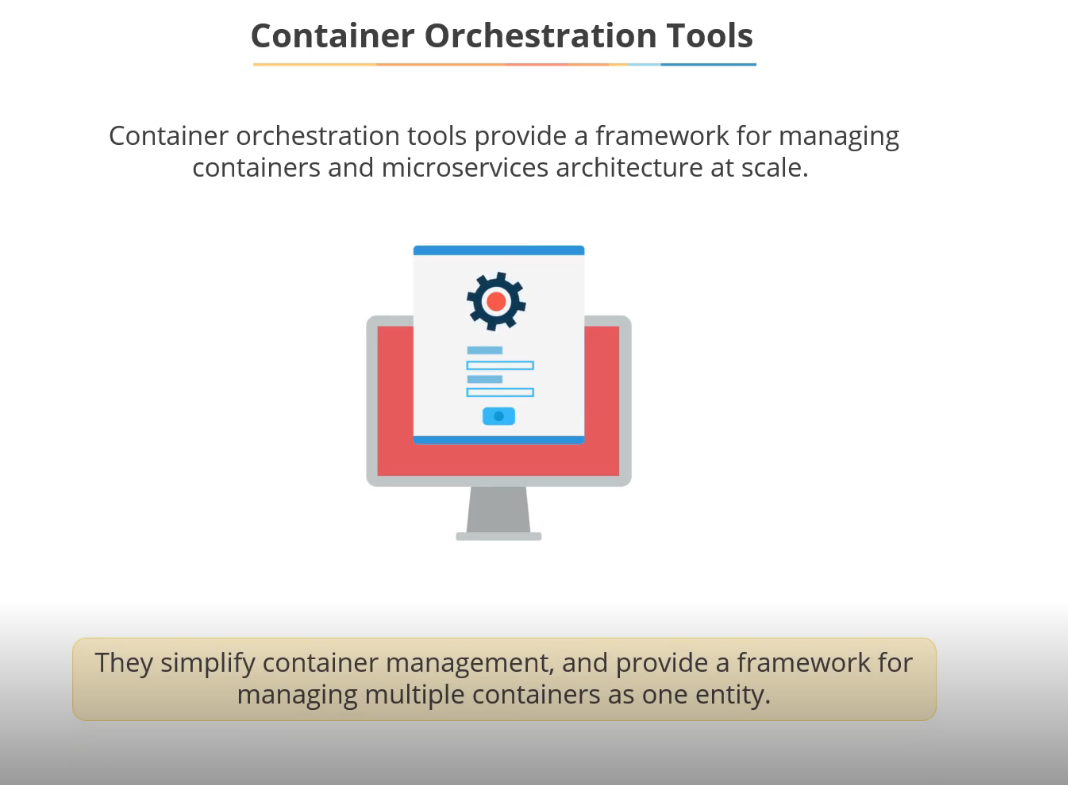 Container Orchestration Tools
Container orchestration tools provide a framework for managing
containers and microservices architecture at scale.
They simplify container management, and provide a framework for
managing multiple containers as one entity.